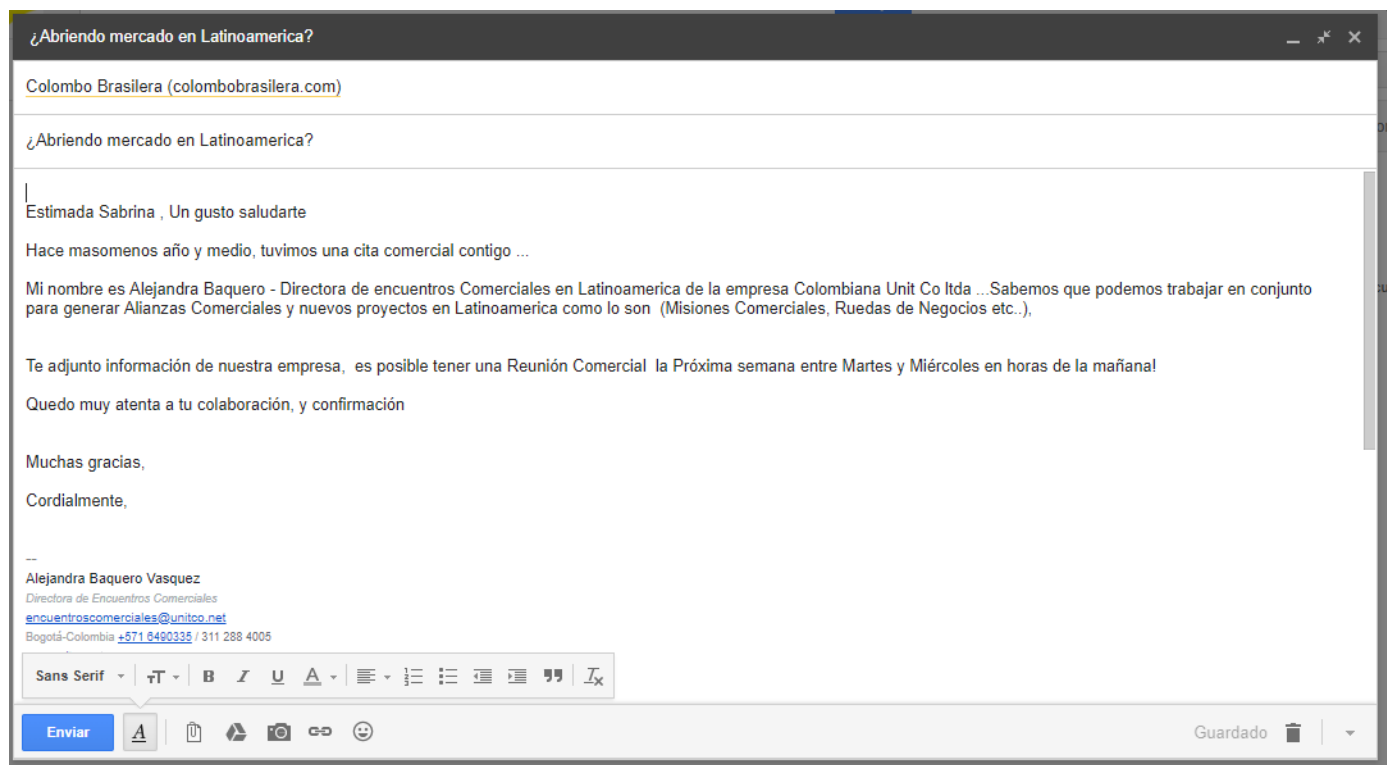 ¿Abriendo mercado en Latinoamerica?
Colombo Brasilera (colombobrasilera.com)
¿Abriendo mercado en Latinoamerica?
Estimada Sabrina , Un gusto saludarte
Hace masomenos año y medio, tuvimos una cita comercial contigo ...
Mi nombre es Alejandra Baquero - Directora de encuentros Comerciales en Latinoamerica de la empresa Colombiana Unit Co ltda ...Sabemos que podemos trabajar en conjunto
para generar Alianzas Comerciales y nuevos proyectos en Latinoamerica como lo son (Misiones Comerciales, Ruedas de Negocios etc..),
Te adjunto información de nuestra empresa, es posible tener una Reunión Comercial la Próxima semana entre Martes y Miércoles en horas de la mañana!
Quedo muy atenta a tu colaboración, y confirmación
Muchas gracias,
Cordialmente,
--
Alejandra Baquero Vasquez
Directora de Encuentros Comerciales
encuentroscomerciales@unitco.net
Bogotá-Colombia +571 6490335 / 311 288 4005
Sans Serif
Enviar
Guardado